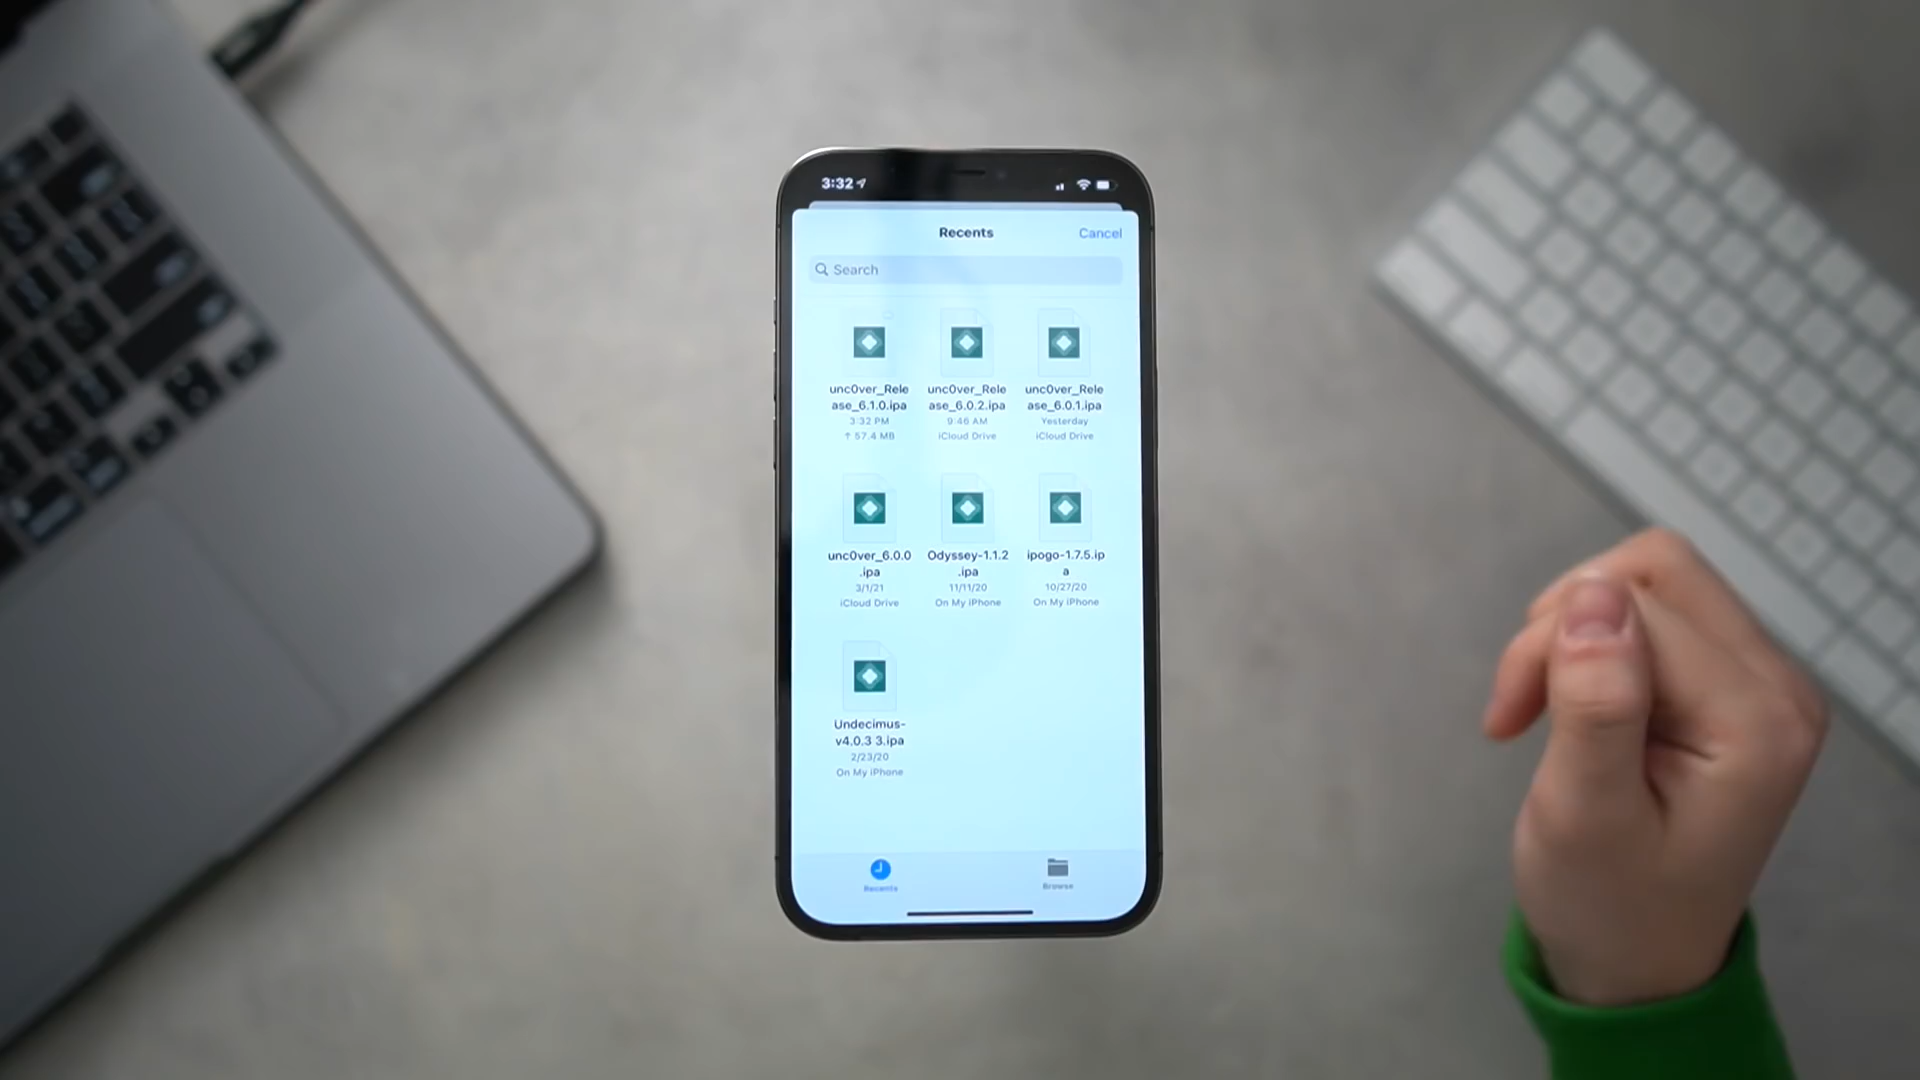 3:32
Recents
Cancel
Search
unc0ver_Rele
ase_6.1.0.ipa
3:32 PM
↑ 57.4 MB
unc0ver_Rele
ase_6.0.2.ipa
9:46 AM
iCloud Drive
unc0ver_Rele
ase_6.0.1.ipa
Yesterday
iCloud Drive
unc0ver_6.0.0
.ipa
3/1/21
iCloud Drive
Odyssey-1.1.2
.ipa
11/11/20
On My iPhone
ipogo-1.7.5.ip
a
10/27/20
On My iPhone
Undecimus-
v4.0.3 3.ipa
2/23/20
On My iPhone
Recents
Browse